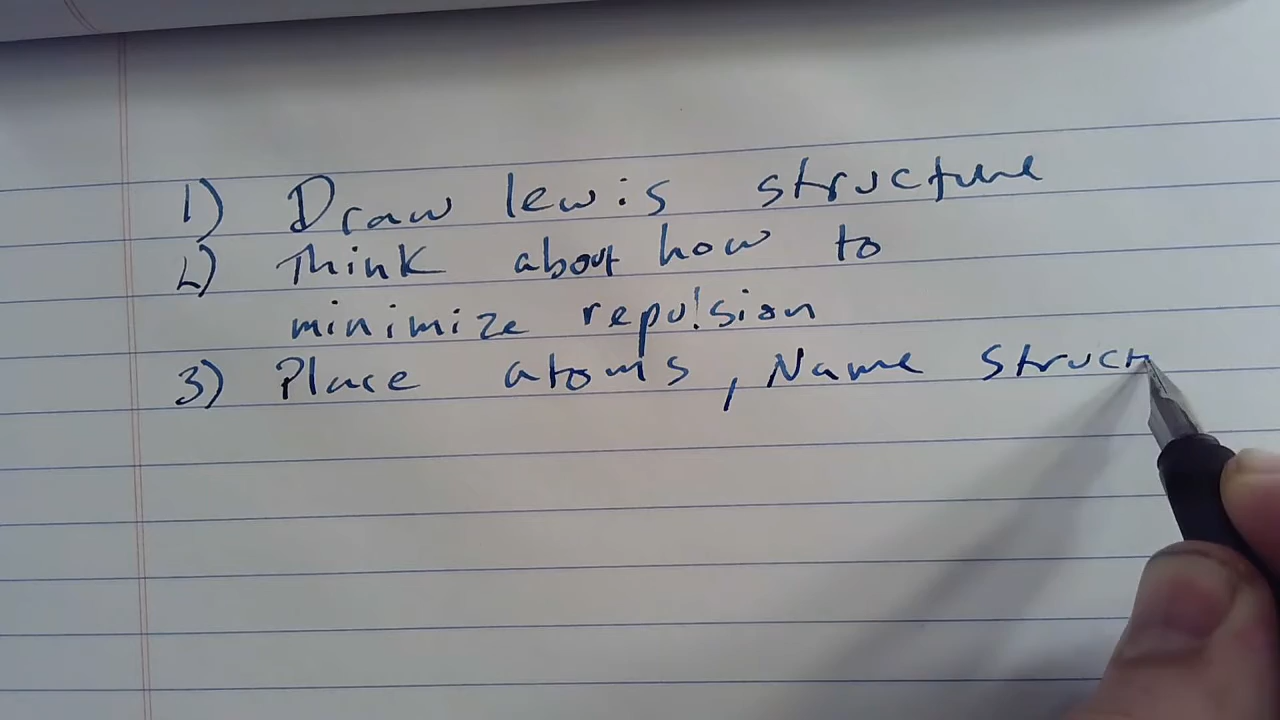 1) Draw lewis structure
2) Think about how to
minimize repulsion
3) Place atoms, Name Struct